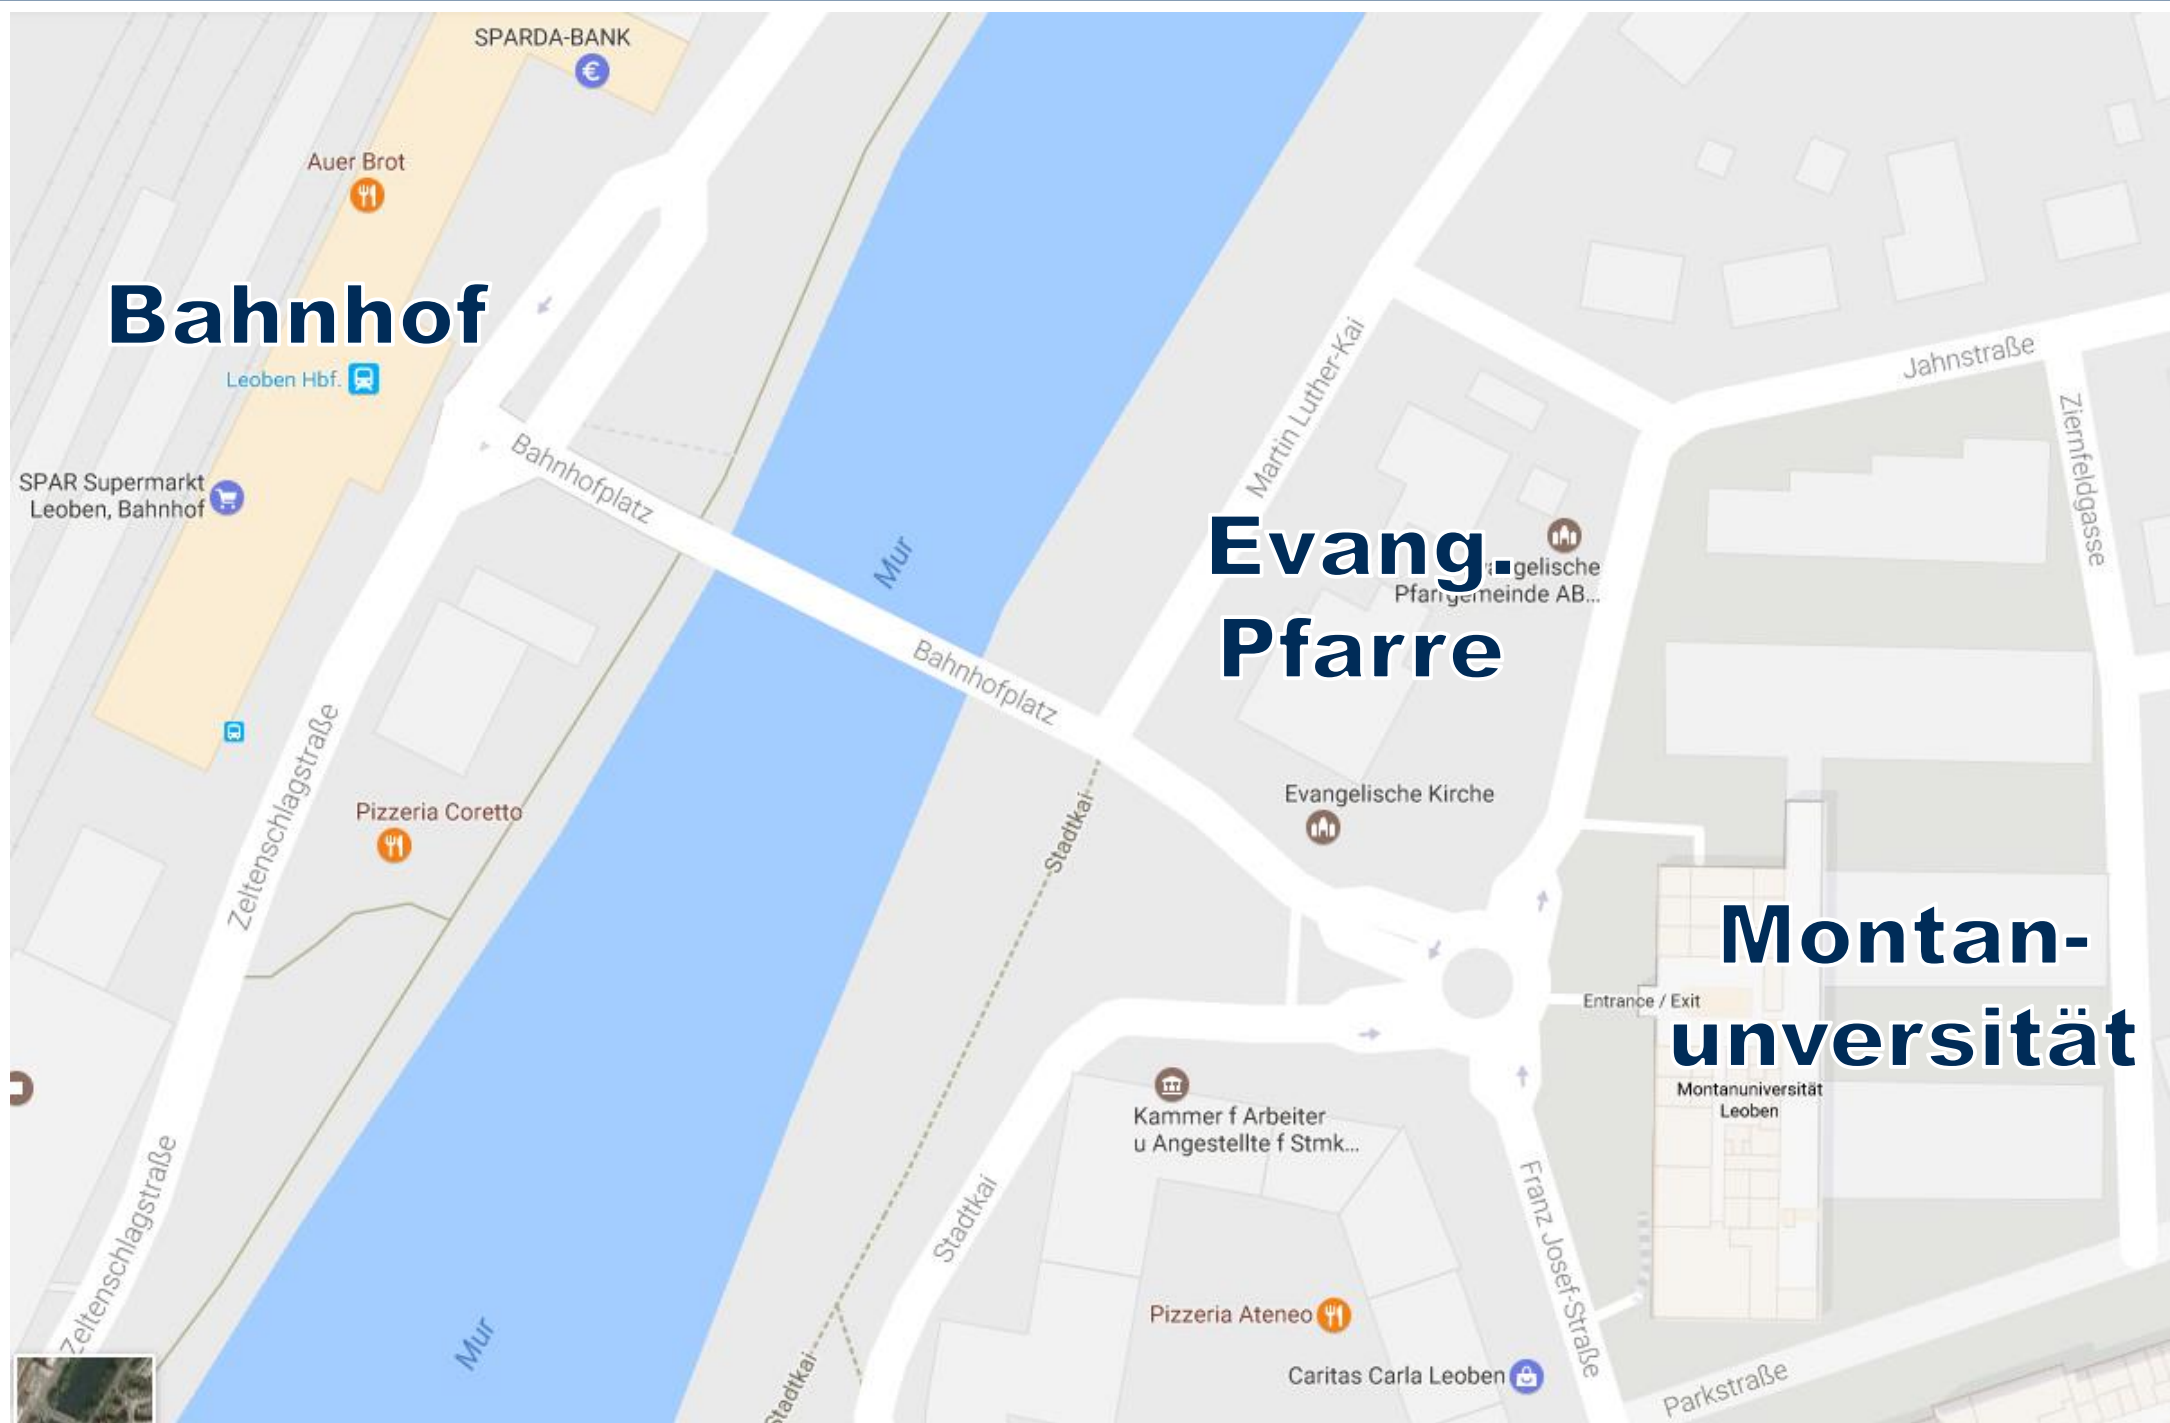 SPARDA-BANK
Auer Brot
Bahnhof
Leoben Hbf.
SPAR Supermarkt
Leoben, Bahnhof
Bahnhofplatz
Mur
Bahnhofplatz
Martin Luther-Kai
Jahnstraße
Ziernfeldgasse
Evang.
Pfarre
Pfarrgemeinde AB...
Evangelische Kirche
Zeltenschlagstraße
Pizzeria Coretto
Stadtkai
Montan-
unversität
Entrance / Exit
Montanuniversität
Leoben
Kammer f Arbeiter
u Angestellte f Stmk...
Stadtkai
Franz Josef-Straße
Zeltenschlagstraße
Mur
Pizzeria Ateneo
Caritas Carla Leoben
Stadtkai
Parkstraße